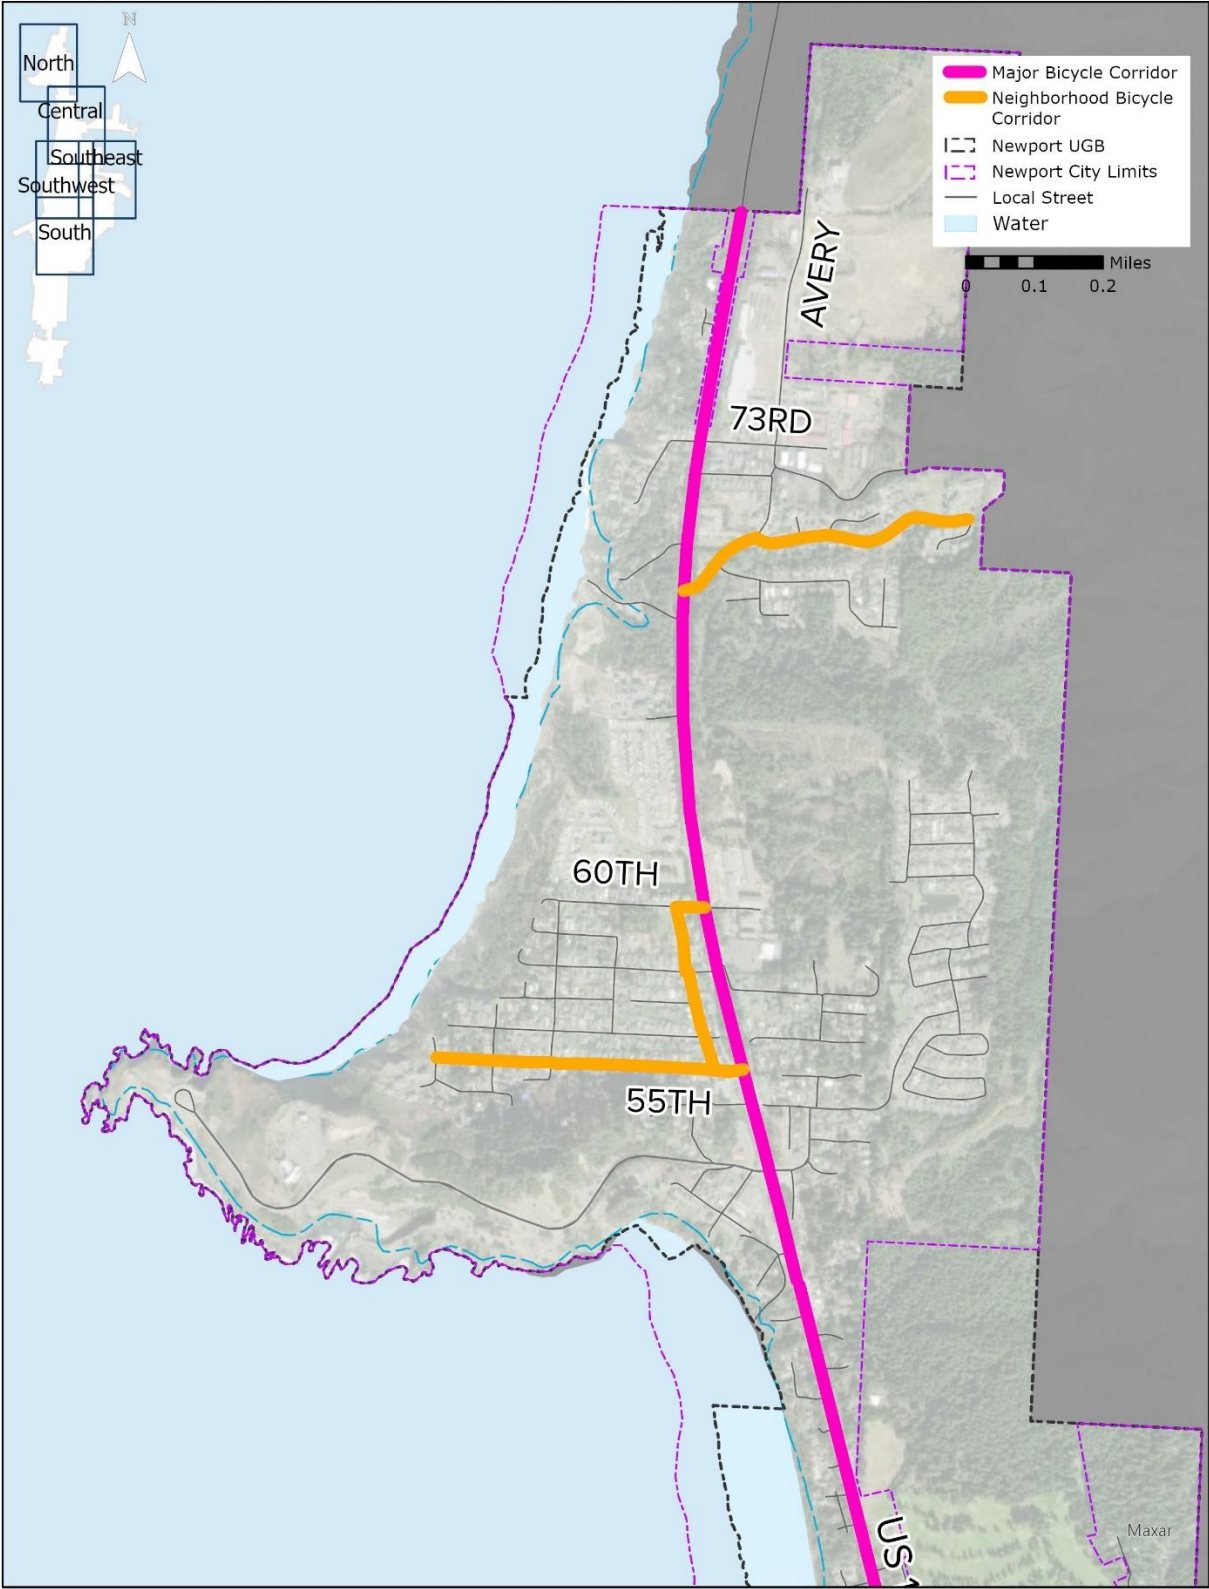 N
North
Central
Southeast
Southwest
South
Major Bicycle Corridor
Neighborhood Bicycle
Corridor
Newport UGB
Newport City Limits
Local Street
Water
Miles
0 0.1 0.2
AVERY
73RD
60TH
55TH
US 1
Maxar